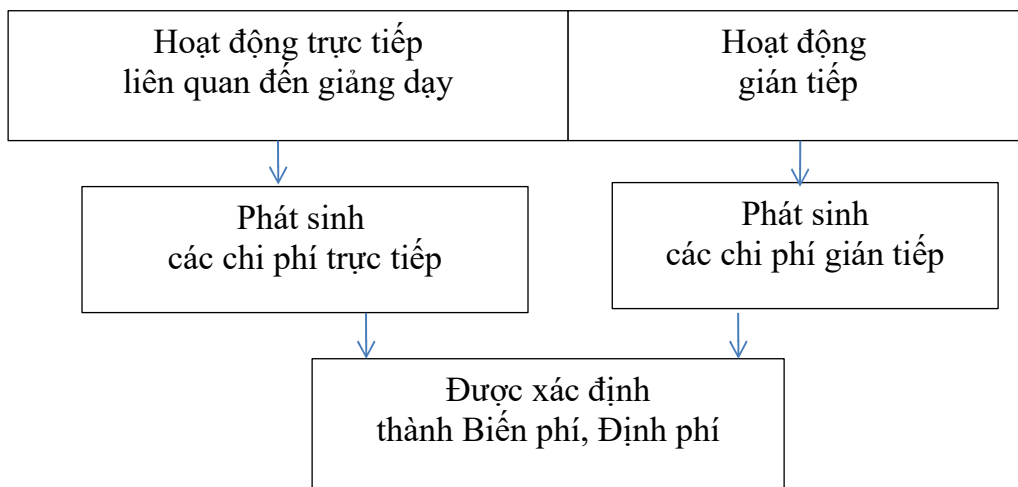 Hoạt động trực tiếp
liên quan đến giảng dạy
Hoạt động
gián tiếp
Phát sinh
các chi phí trực tiếp
Phát sinh
các chi phí gián tiếp
Được xác định
thành Biến phí, Định phí